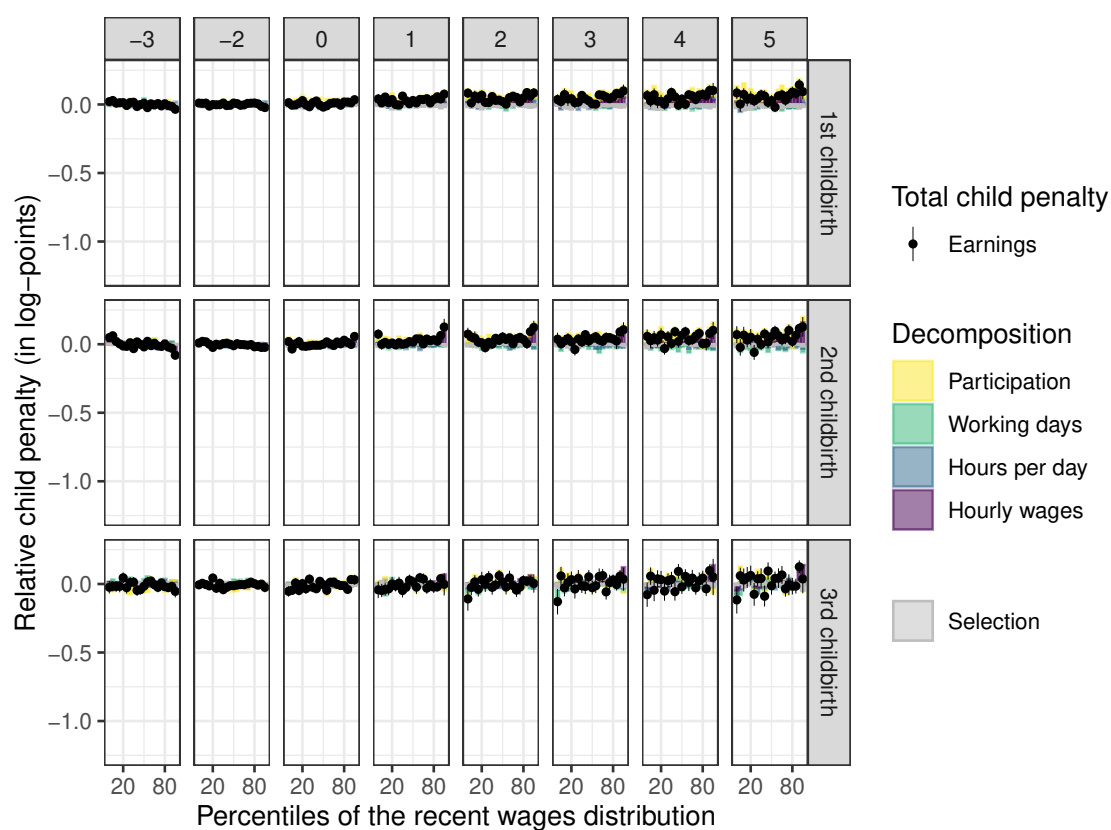 −3 −2 0 1 2 3 4 5
0.0
−0.5
−1.0
1st childbirth
0.0
−0.5
−1.0
2nd childbirth
0.0
−0.5
−1.0
3rd childbirth
20 80 20 80 20 80 20 80 20 80 20 80 20 80 20 80
Percentiles of the recent wages distribution
Relative child penalty (in log−points)
Total child penalty
Earnings
Decomposition
Participation
Working days
Hours per day
Hourly wages
Selection